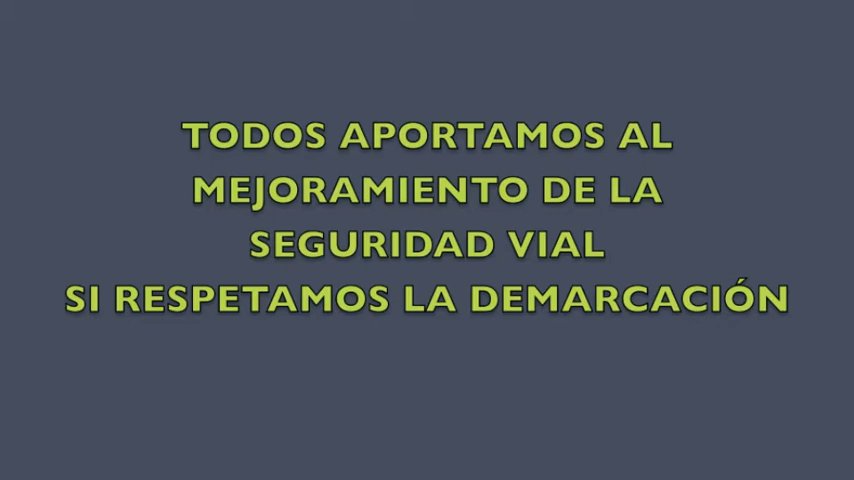 TODOS APORTAMOS AL
MEJORAMIENTO DE LA
SEGURIDAD VIAL
SI RESPETAMOS LA DEMARCACIÓN